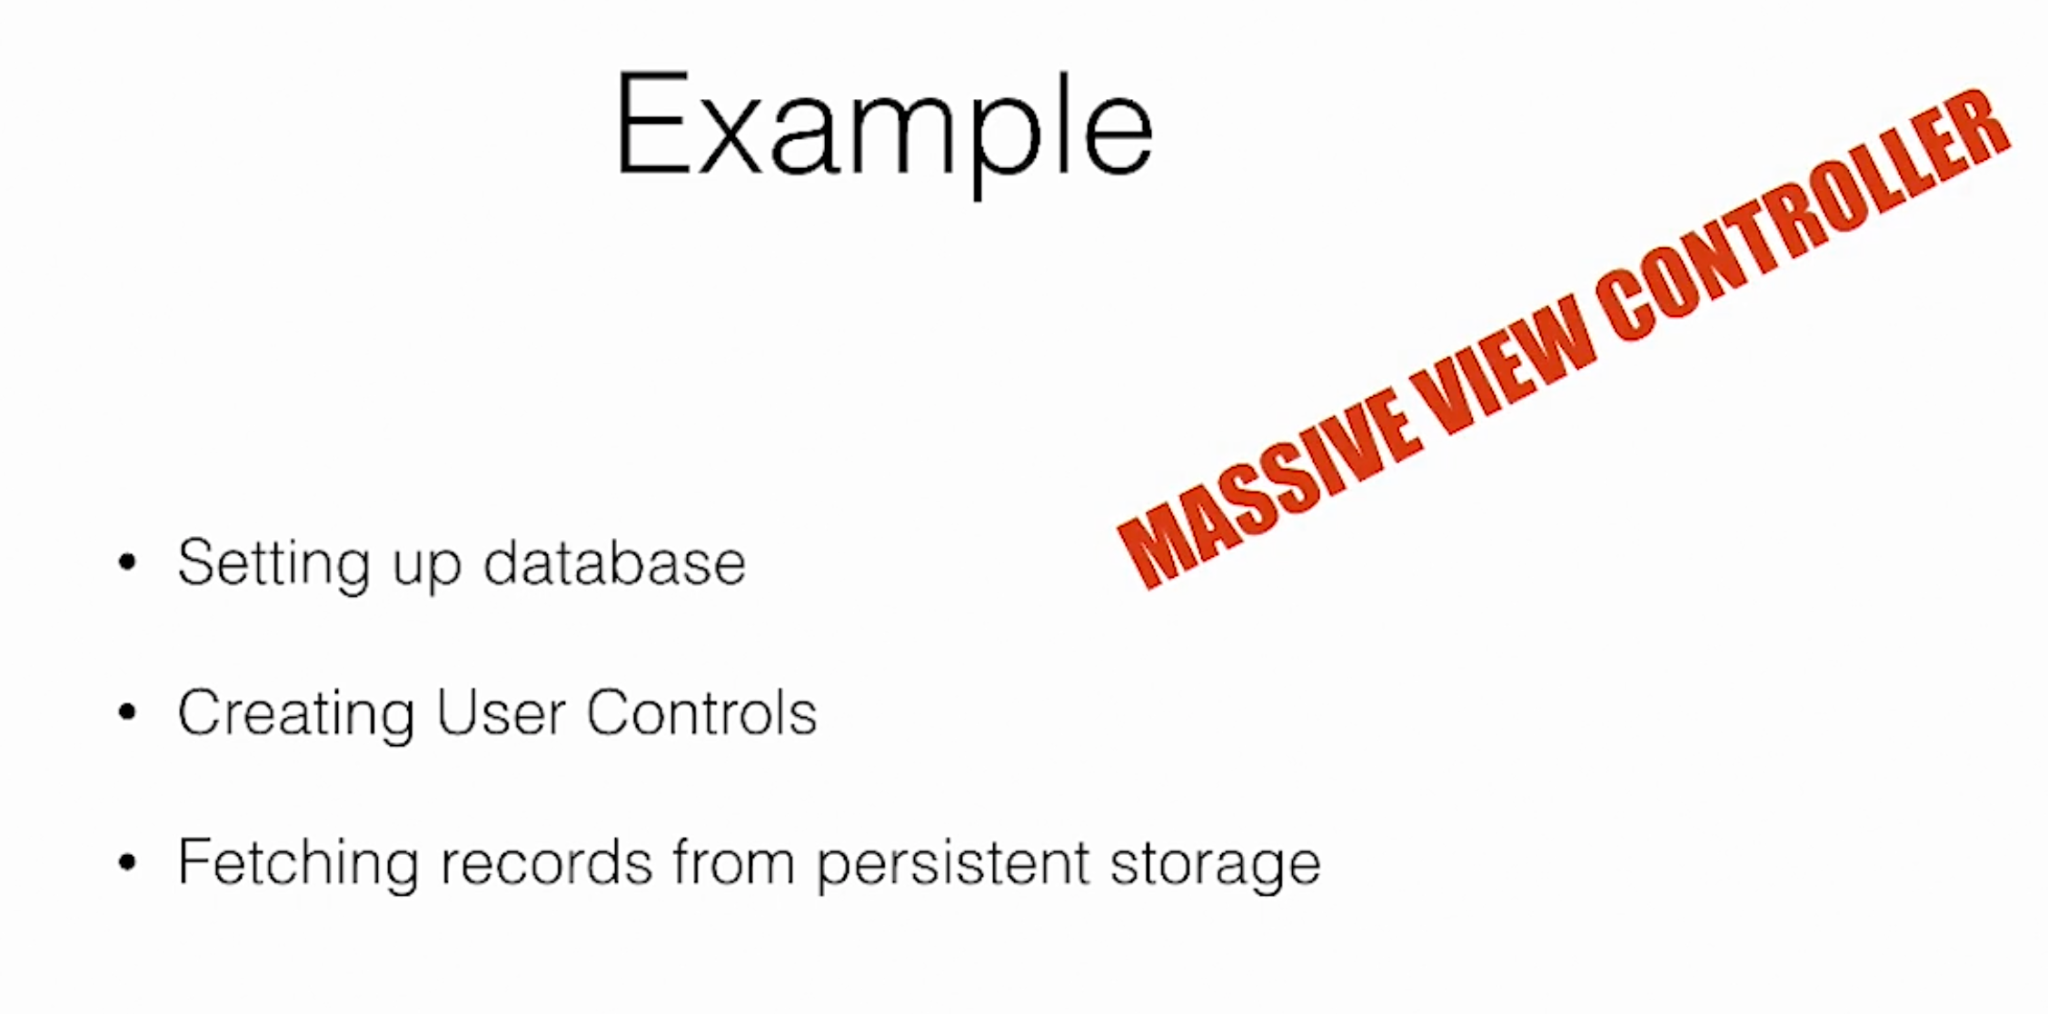 Example
MASSIVE VIEW CONTROLLER
• Setting up database
• Creating User Controls
• Fetching records from persistent storage